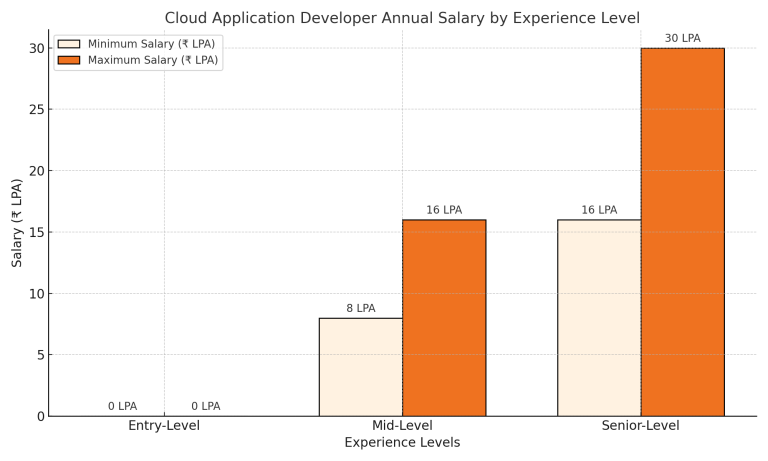 Cloud Application Developer Annual Salary by Experience Level
Minimum Salary (₹ LPA)
Maximum Salary (₹ LPA)
Salary (₹ LPA)
30
25
20
15
10
5
0
0 LPA
0 LPA
8 LPA
16 LPA
16 LPA
30 LPA
Entry-Level
Mid-Level
Senior-Level
Experience Levels